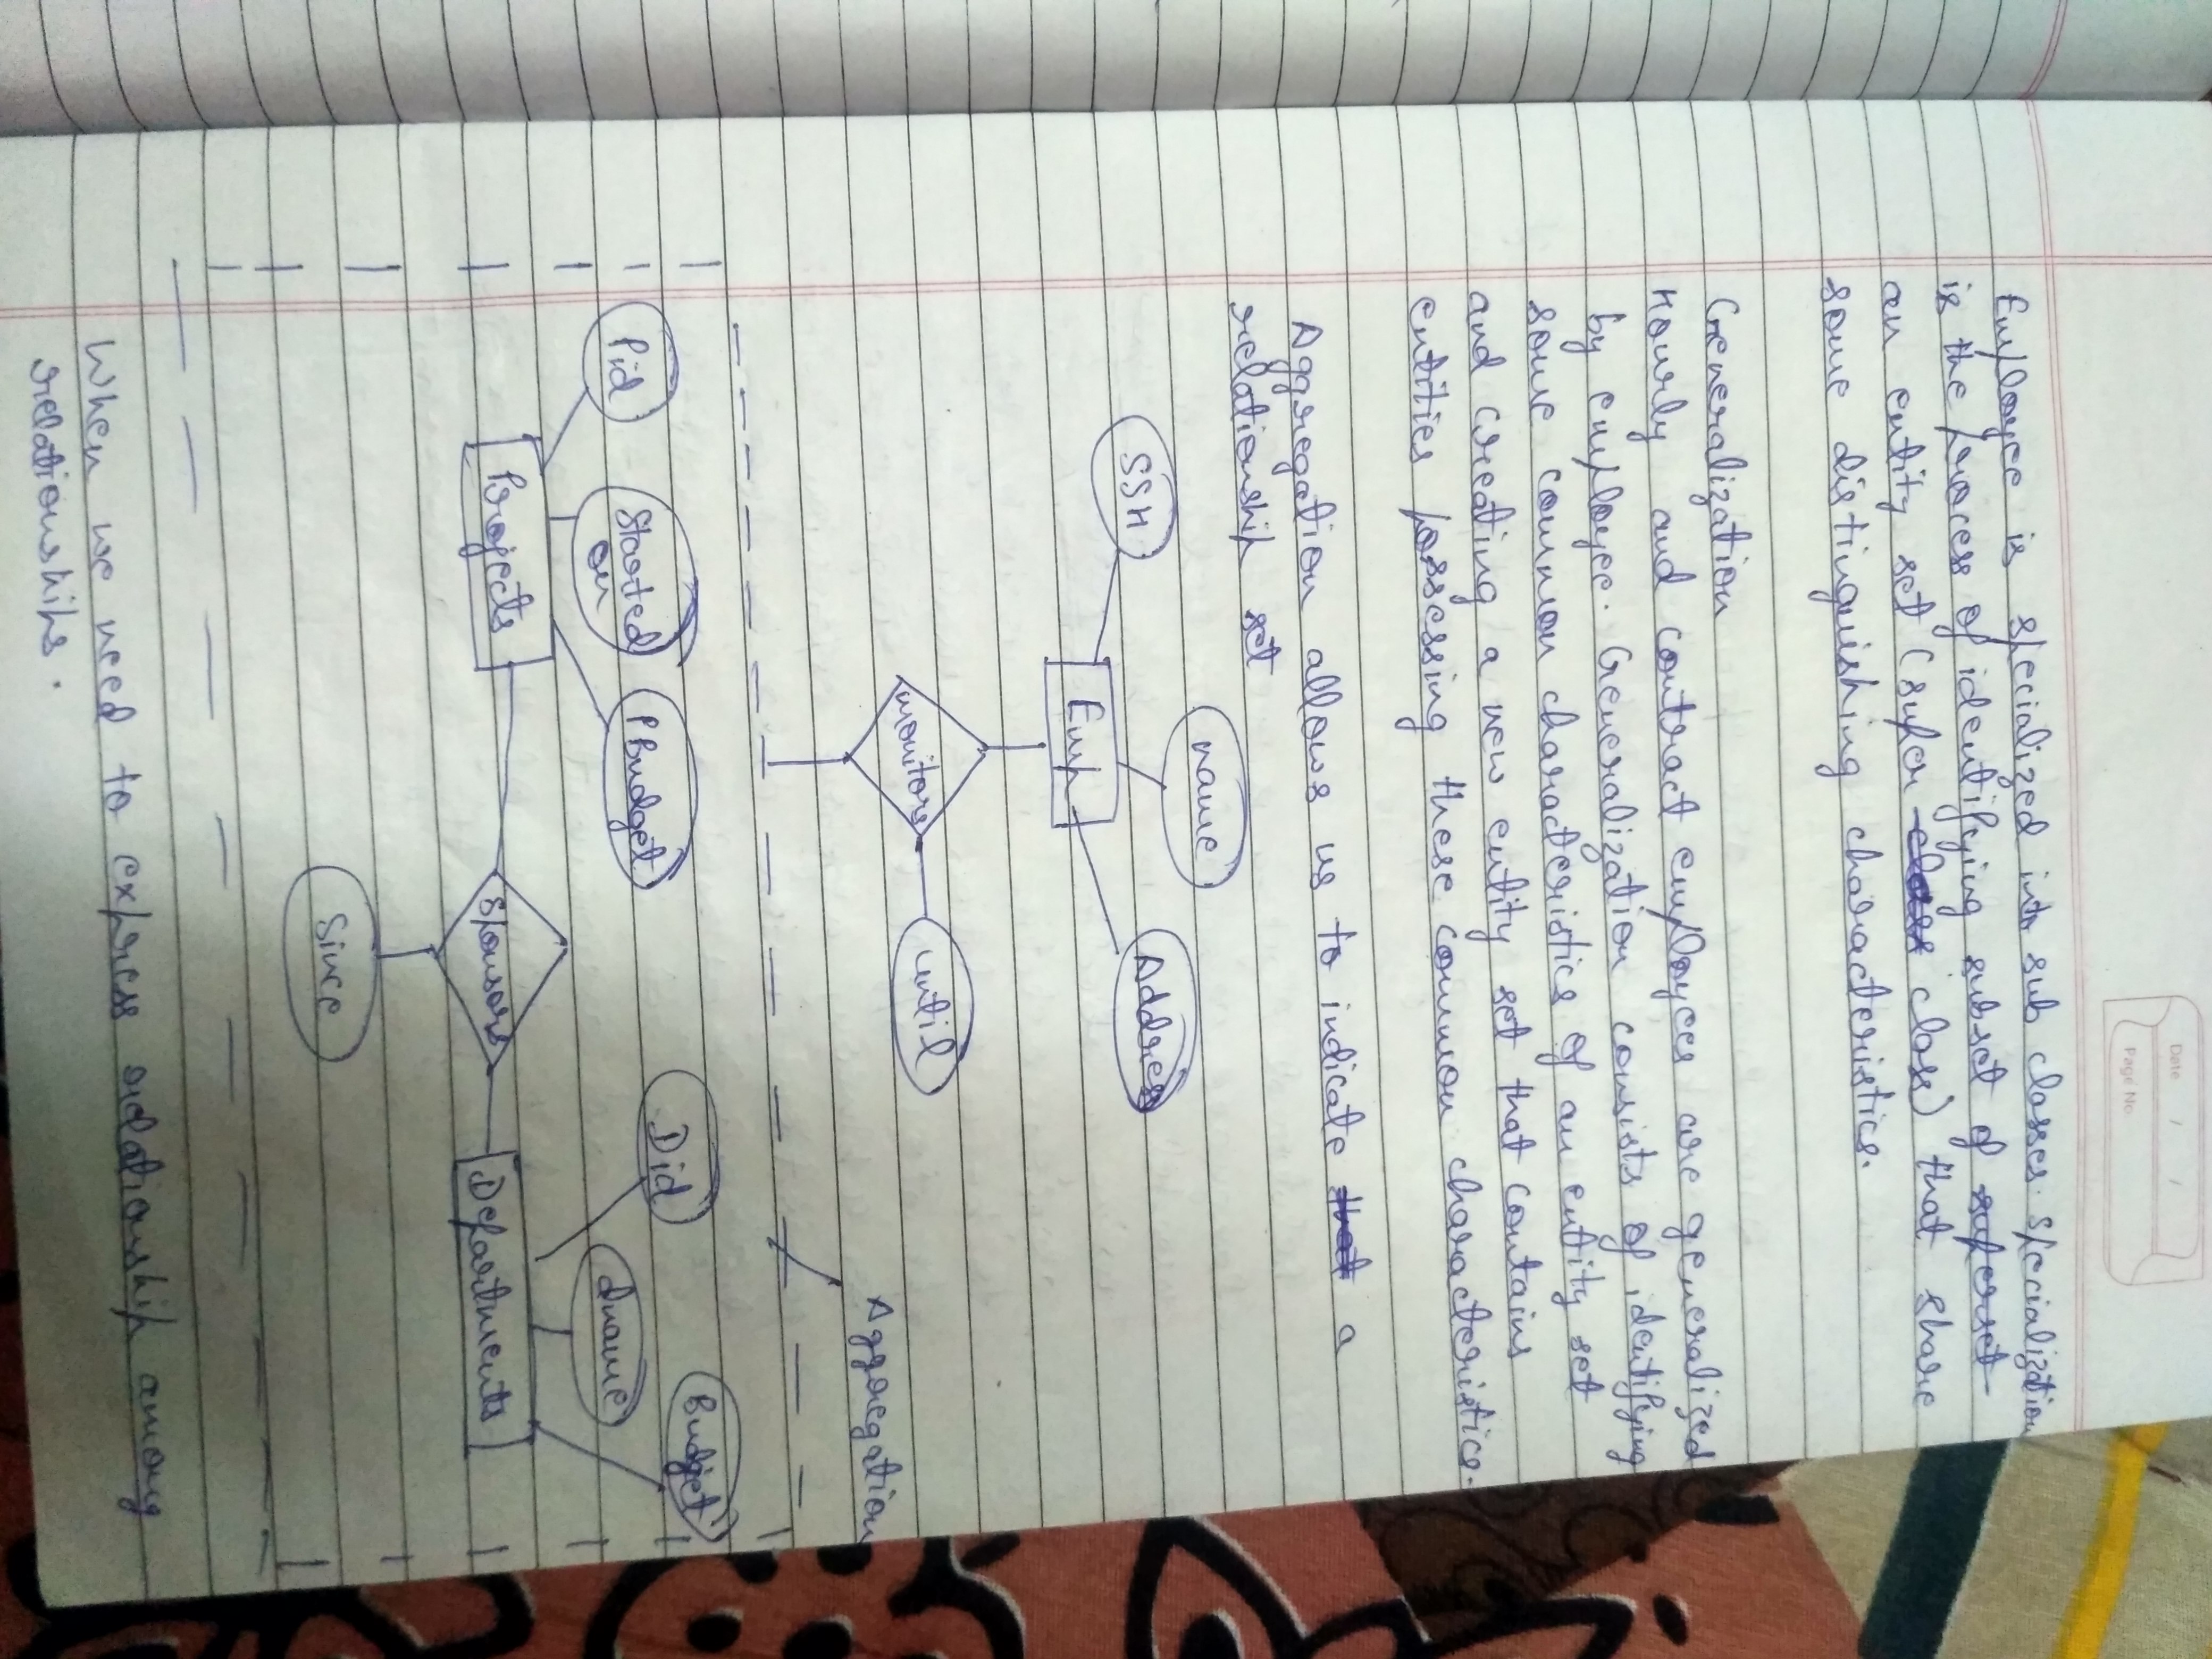 Date / /
Page No
Employee is specialized into sub classes. specialization
is the process of identifying subset of superset
an entity set (super class class) that share
some distinguishing characteristics.
Generalization
Hourly and contract employees are generalized
by employee. Generalization consists of identifying
some common characteristics of an entity set
and creating a new entity set that contains
entities possessing these common characteristics.
Aggregation allows us to indicate that a
relationship set
name
SSH
Address
Emp
monitors
until
Aggregation
Pid
Started
on
PBudget
Did
dname
Budget
Projects
sponsors
Departments
Since
When we need to express relationship among
relationships.